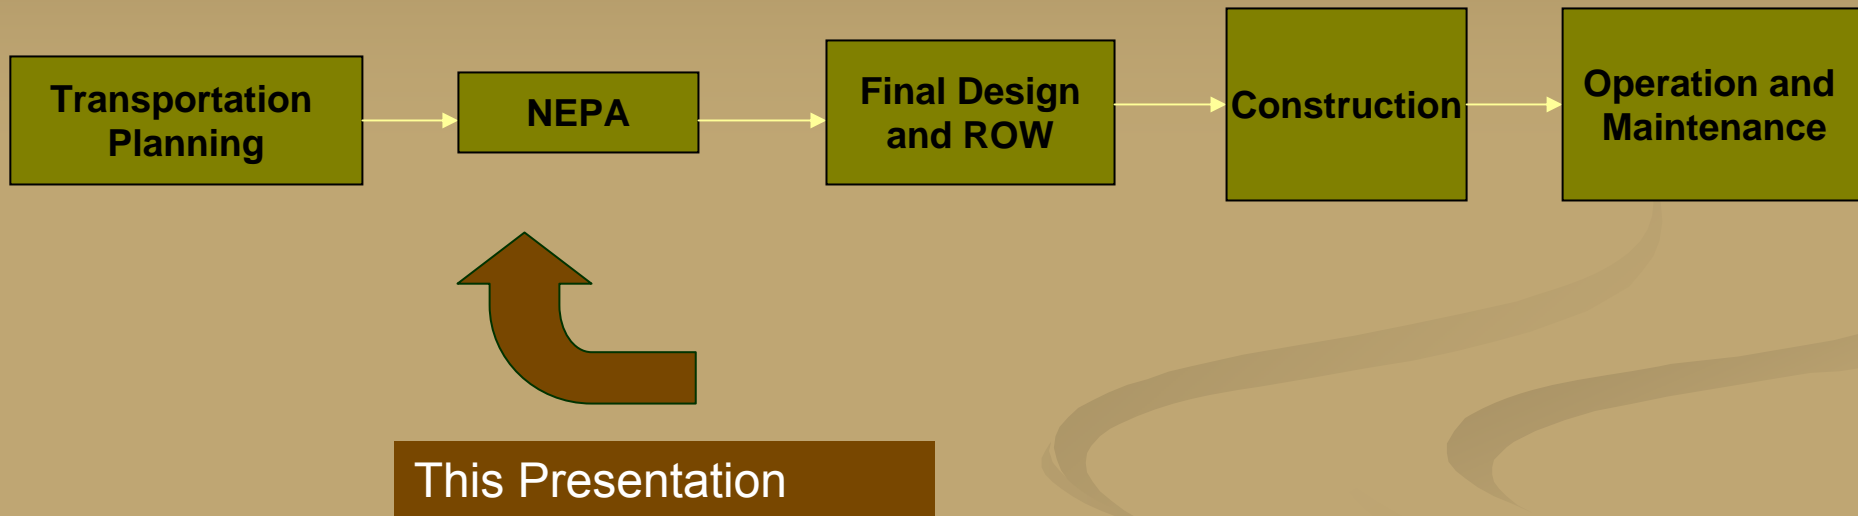 Transportation
Planning
NEPA
Final Design
and ROW
Construction
Operation and
Maintenance
This Presentation